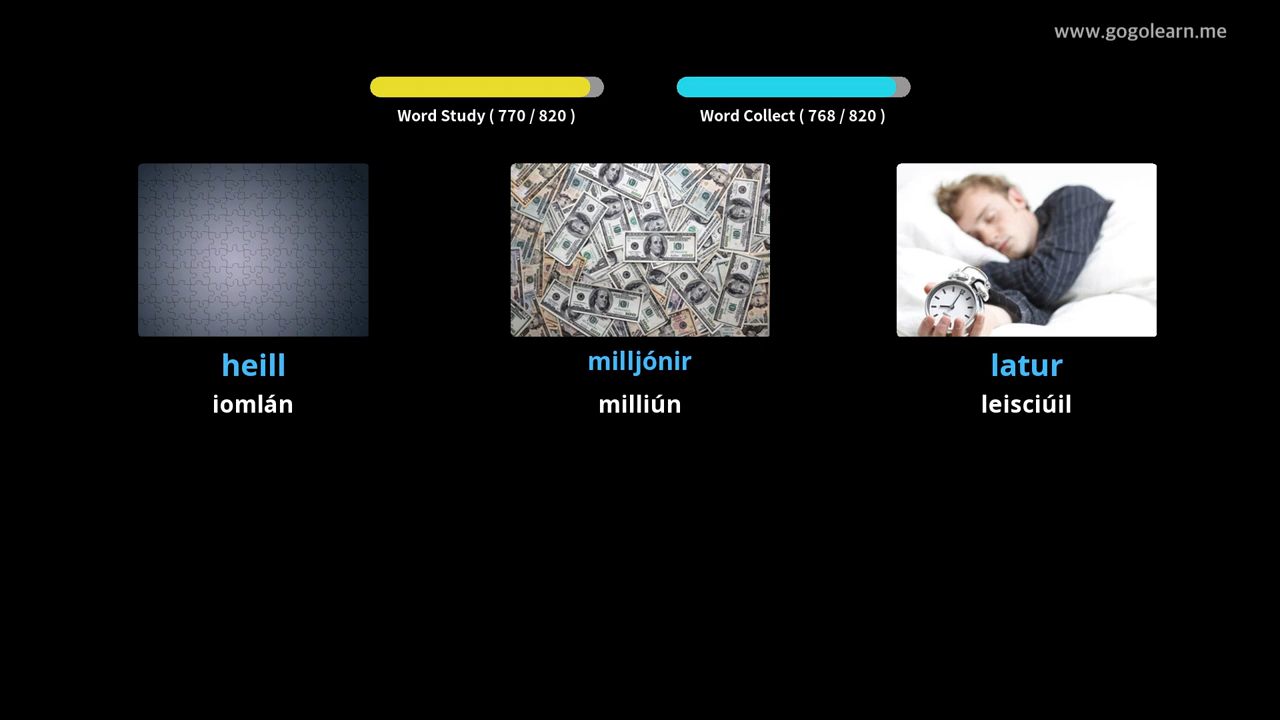 www.gogolearn.me
Word Study ( 770 / 820 )
Word Collect ( 768 / 820 )
heill
milljónir
latur
iomlán
milliún
leisciúil